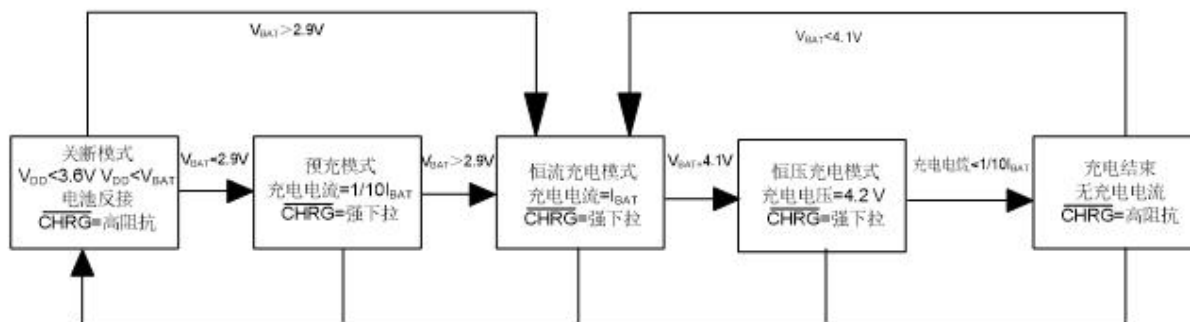 V_BAT>2.9V
V_BAT<4.1V
关断模式
V_DD<3.6V V_DD<V_BAT
电池反接
CHRG=高阻抗
V_BAT<2.9V
预充模式
充电电流=1/10I_BAT
CHRG=强下拉
V_BAT>2.9V
恒流充电模式
充电电流=I_BAT
CHRG=强下拉
V_BAT 4.1V
恒压充电模式
充电电压=4.2 V
CHRG=强下拉
充电电流<1/10I_BAT
充电结束
无充电电流
CHRG=高阻抗